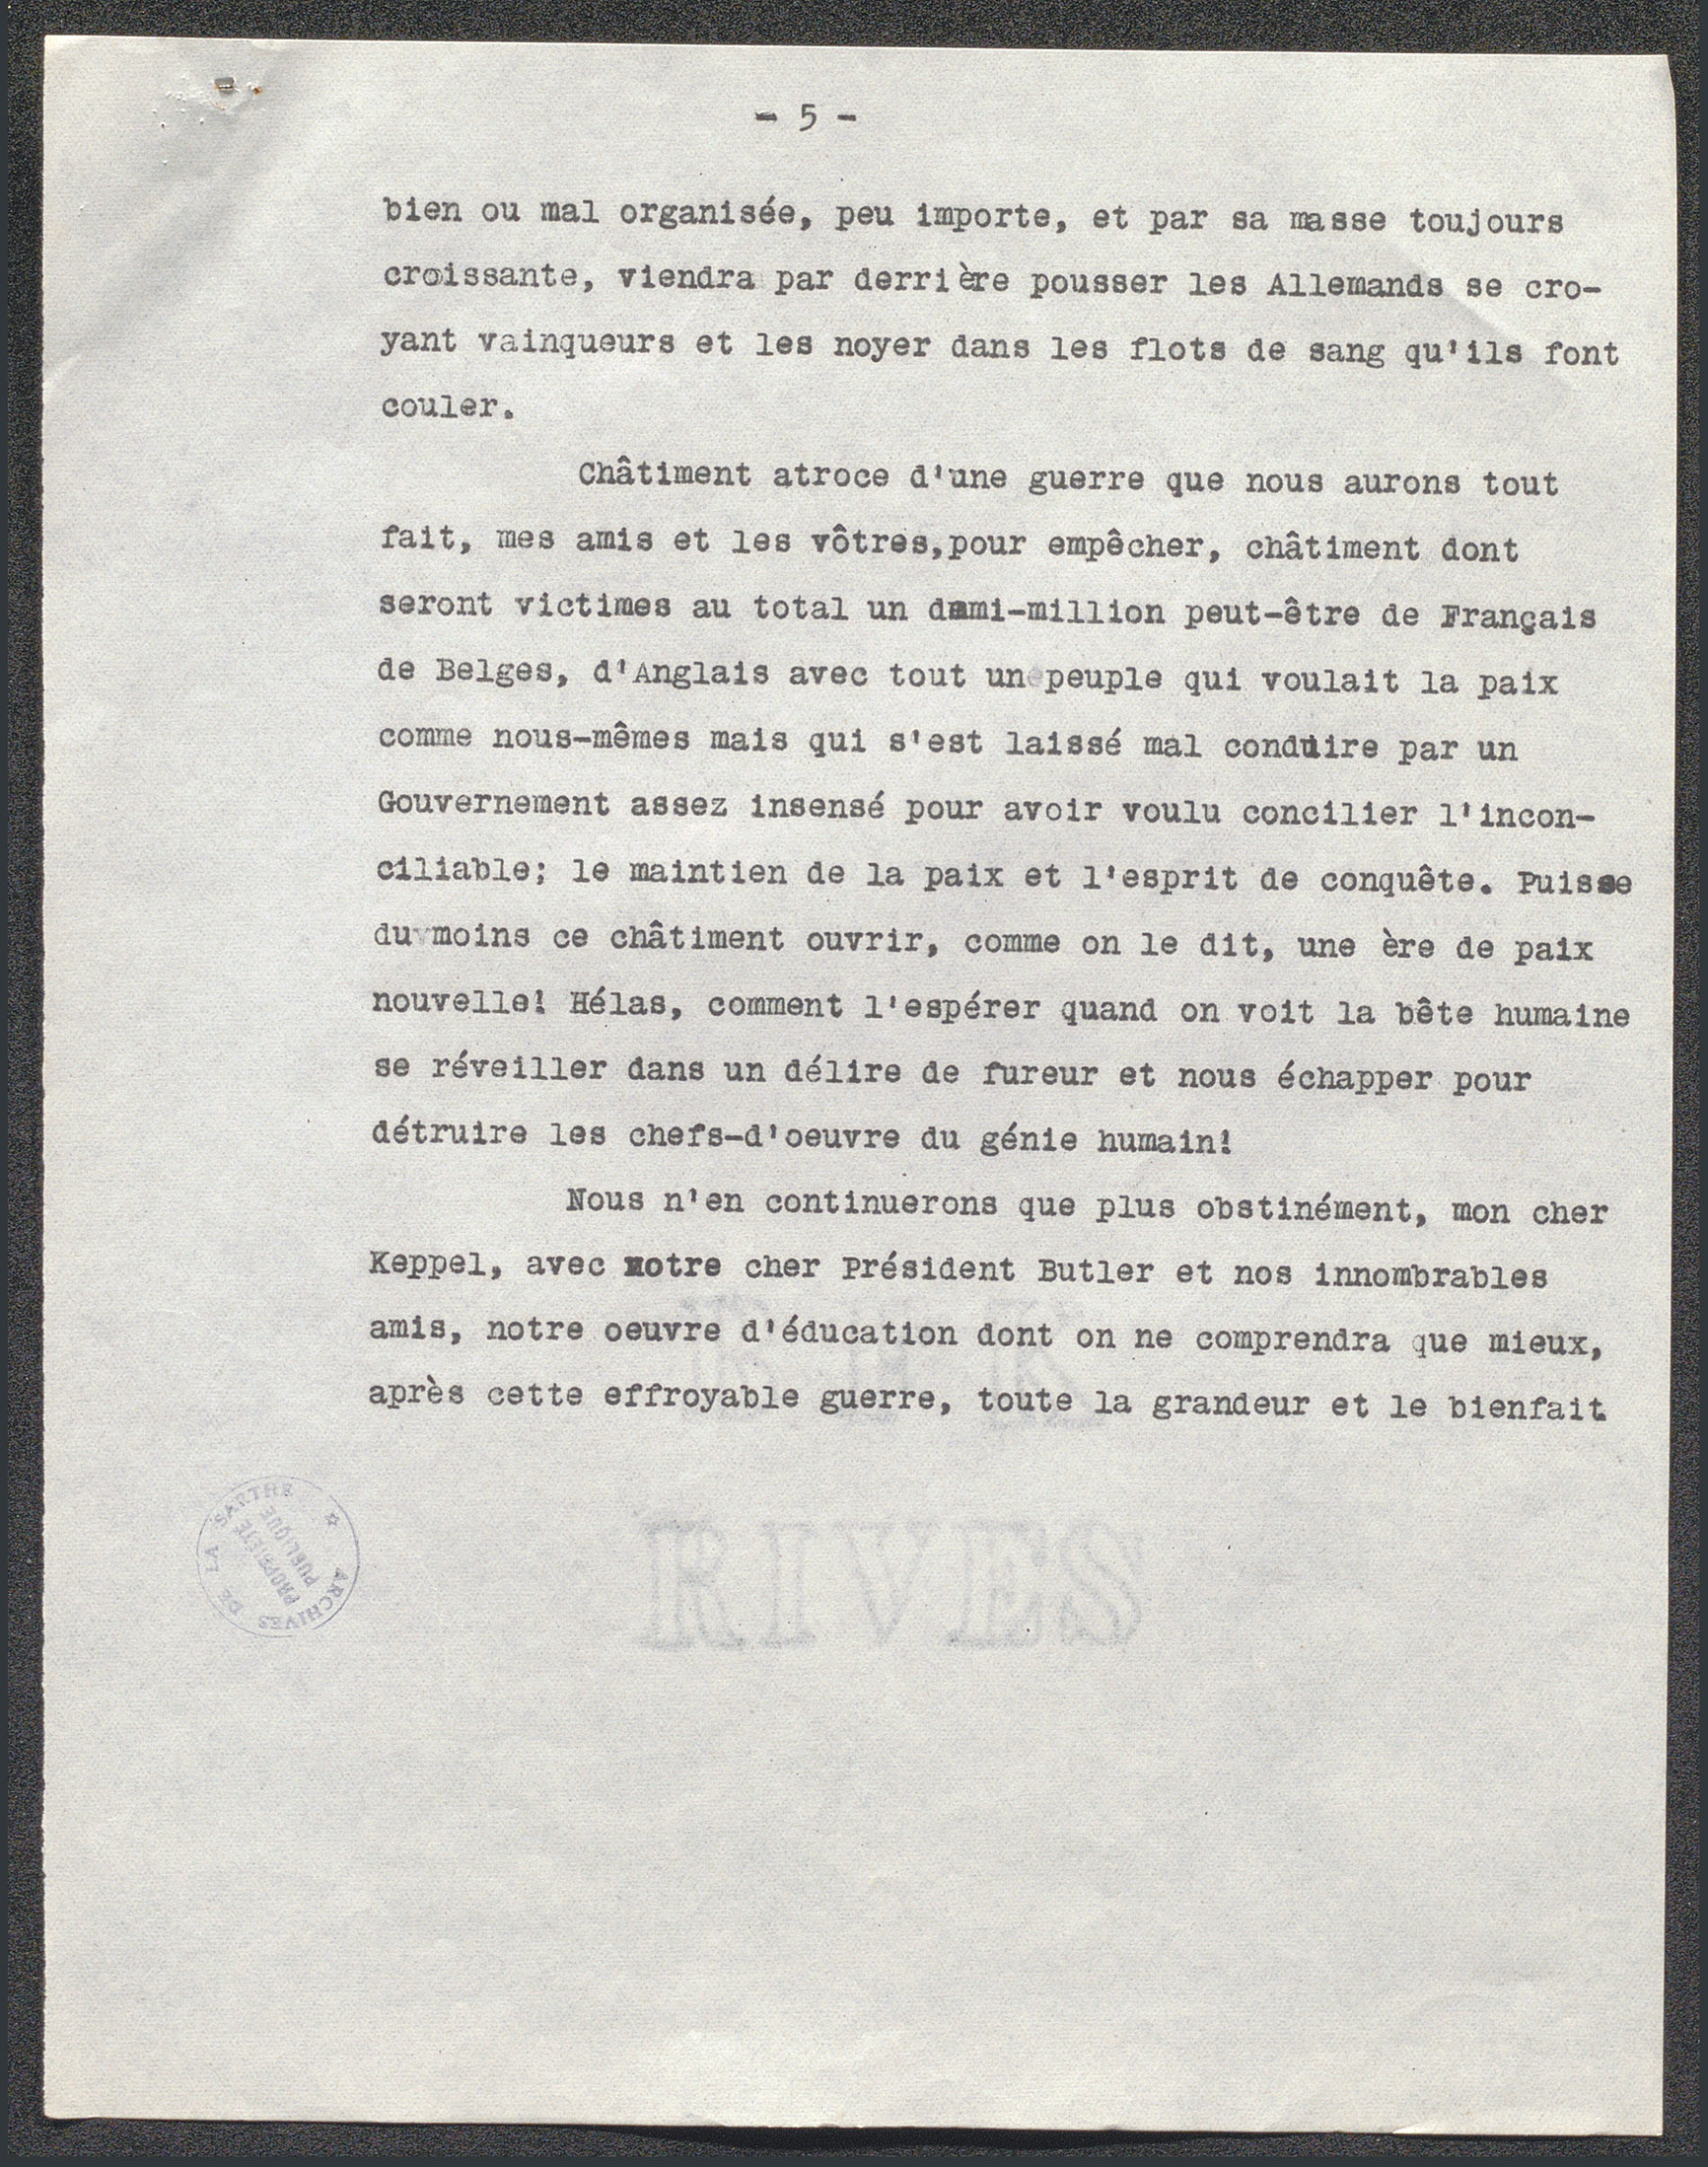 - 5 -
bien ou mal organisée, peu importe, et par sa masse toujours
croissante, viendra par derrière pousser les Allemands se cro-
yant vainqueurs et les noyer dans les flots de sang qu'ils font
couler.
Châtiment atroce d'une guerre que nous aurons tout
fait, mes amis et les vôtres,pour empêcher, châtiment dont
seront victimes au total un demi-million peut-être de Français
de Belges, d'Anglais avec tout un peuple qui voulait la paix
comme nous-mêmes mais qui s'est laissé mal conduire par un
Gouvernement assez insensé pour avoir voulu concilier l'incon-
ciliable; le maintien de la paix et l'esprit de conquête. Puisse
du moins ce châtiment ouvrir, comme on le dit, une ère de paix
nouvelle! Hélas, comment l'espérer quand on voit la bête humaine
se réveiller dans un délire de fureur et nous échapper pour
détruire les chefs-d'oeuvre du génie humain!
Nous n'en continuerons que plus obstinément, mon cher
Keppel, avec notre cher Président Butler et nos innombrables
amis, notre oeuvre d'éducation dont on ne comprendra que mieux,
après cette effroyable guerre, toute la grandeur et le bienfait
ARCHIVES DE LA SARTHE
PROPRIETE
PUBLIQUE
RIVES